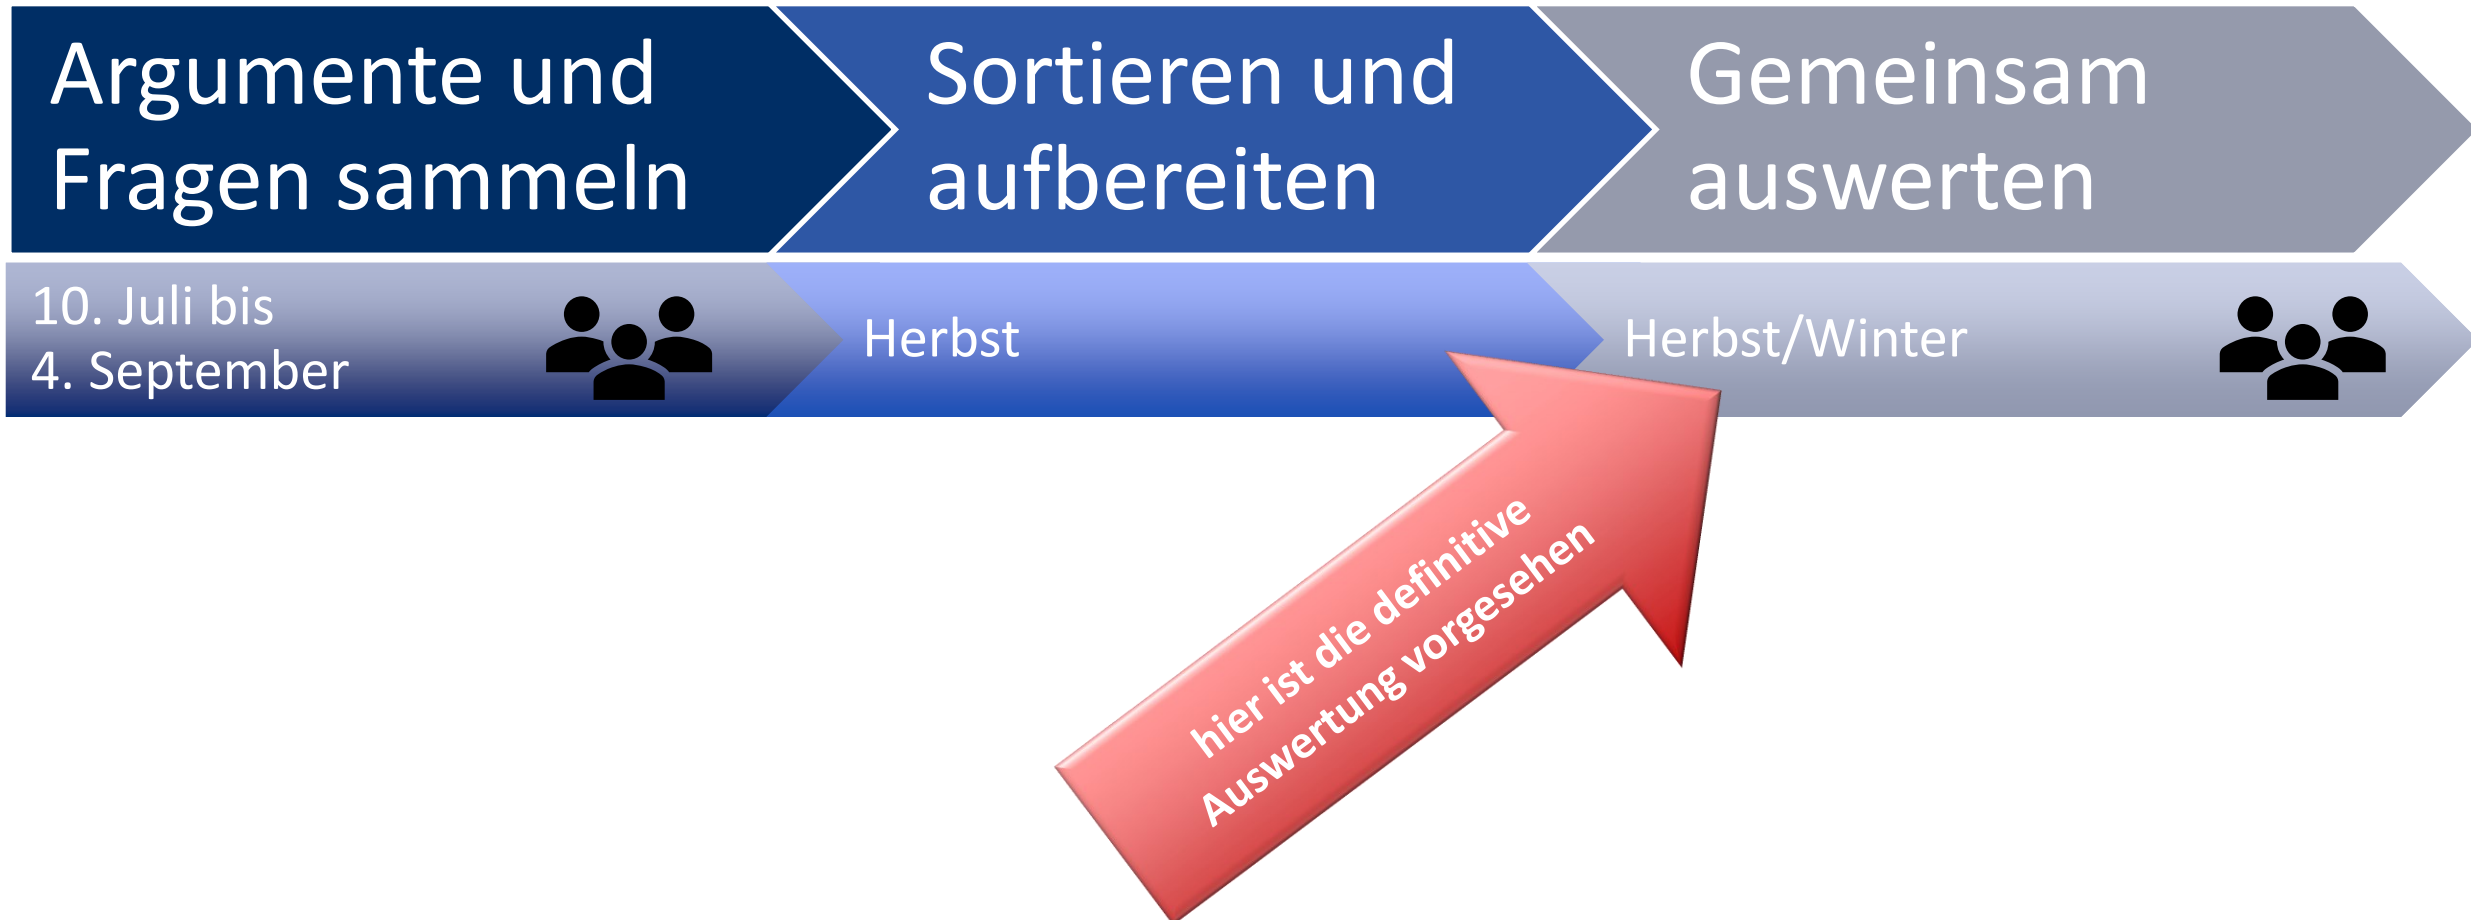 Argumente und
Fragen sammeln
Sortieren und
aufbereiten
Gemeinsam
auswerten
10. Juli bis
4. September
Herbst
Herbst/Winter
hier ist die definitive
Auswertung vorgesehen